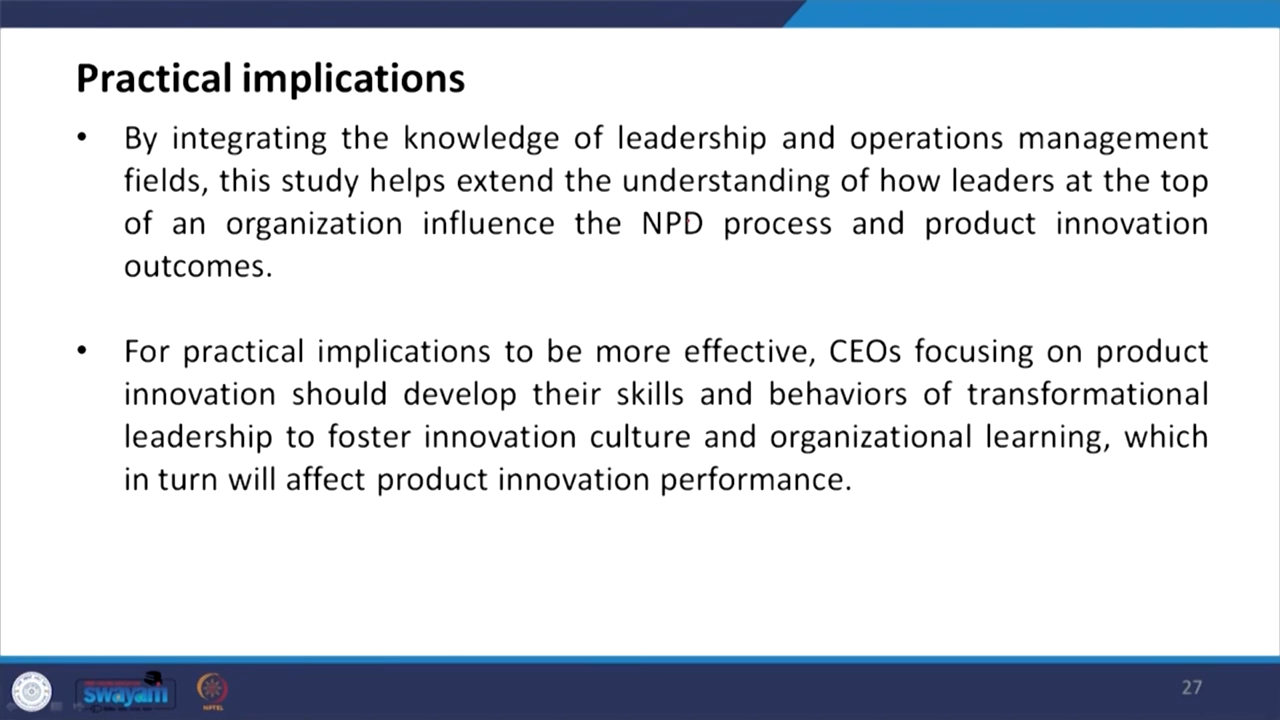 Practical implications
• By integrating the knowledge of leadership and operations management
fields, this study helps extend the understanding of how leaders at the top
of an organization influence the NPD process and product innovation
outcomes.
• For practical implications to be more effective, CEOs focusing on product
innovation should develop their skills and behaviors of transformational
leadership to foster innovation culture and organizational learning, which
in turn will affect product innovation performance.
swayam
NPTEL
27